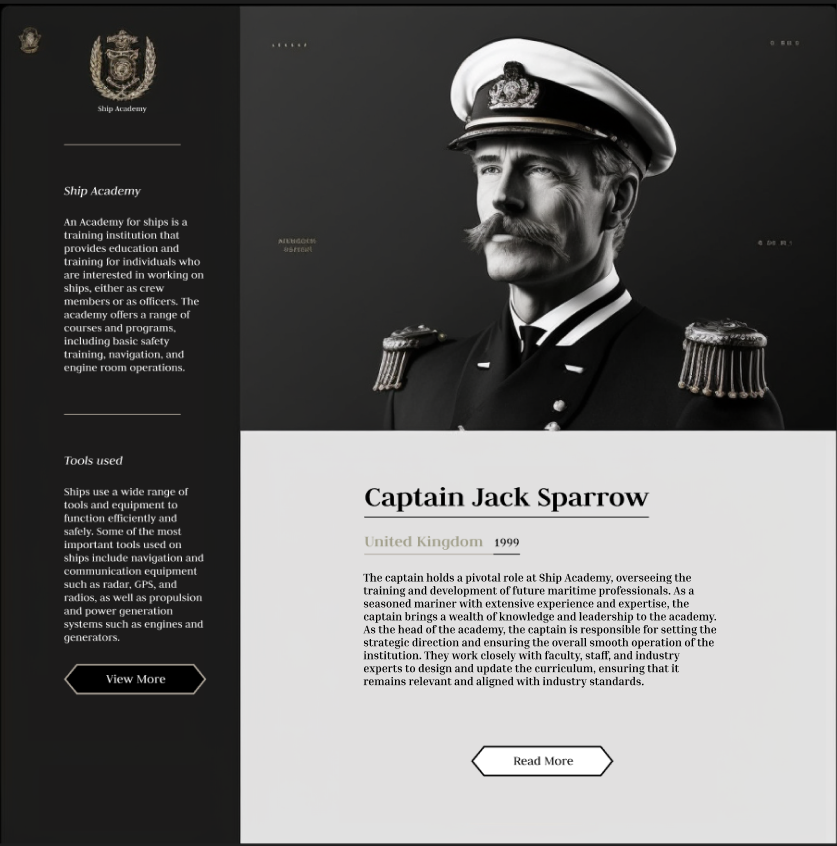 Ship Academy
Ship Academy
An Academy for ships is a
training institution that
provides education and
training for individuals who
are interested in working on
ships, either as crew
members or as officers. The
academy offers a range of
courses and programs,
including basic safety
training, navigation, and
engine room operations.
Tools used
Ships use a wide range of
tools and equipment to
function efficiently and
safely. Some of the most
important tools used on
ships include navigation and
communication equipment
such as radar, GPS, and
radios, as well as propulsion
and power generation
systems such as engines and
generators.
View More
Captain Jack Sparrow
United Kingdom 1999
The captain holds a pivotal role at Ship Academy, overseeing the
training and development of future maritime professionals. As a
seasoned mariner with extensive experience and expertise, the
captain brings a wealth of knowledge and leadership to the academy.
As the head of the academy, the captain is responsible for setting the
strategic direction and ensuring the overall smooth operation of the
institution. They work closely with faculty, staff, and industry
experts to design and update the curriculum, ensuring that it
remains relevant and aligned with industry standards.
Read More